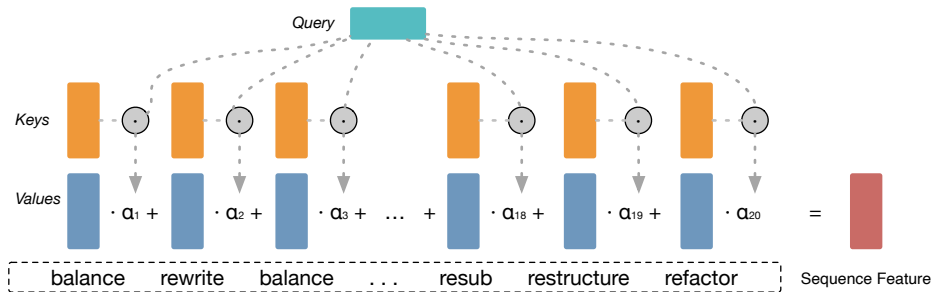 Query
Keys
Values · α₁ + · α₂ + · α₃ + ... + · α₁₈ + · α₁₉ + · α₂₀ =
balance rewrite balance ... resub restructure refactor Sequence Feature